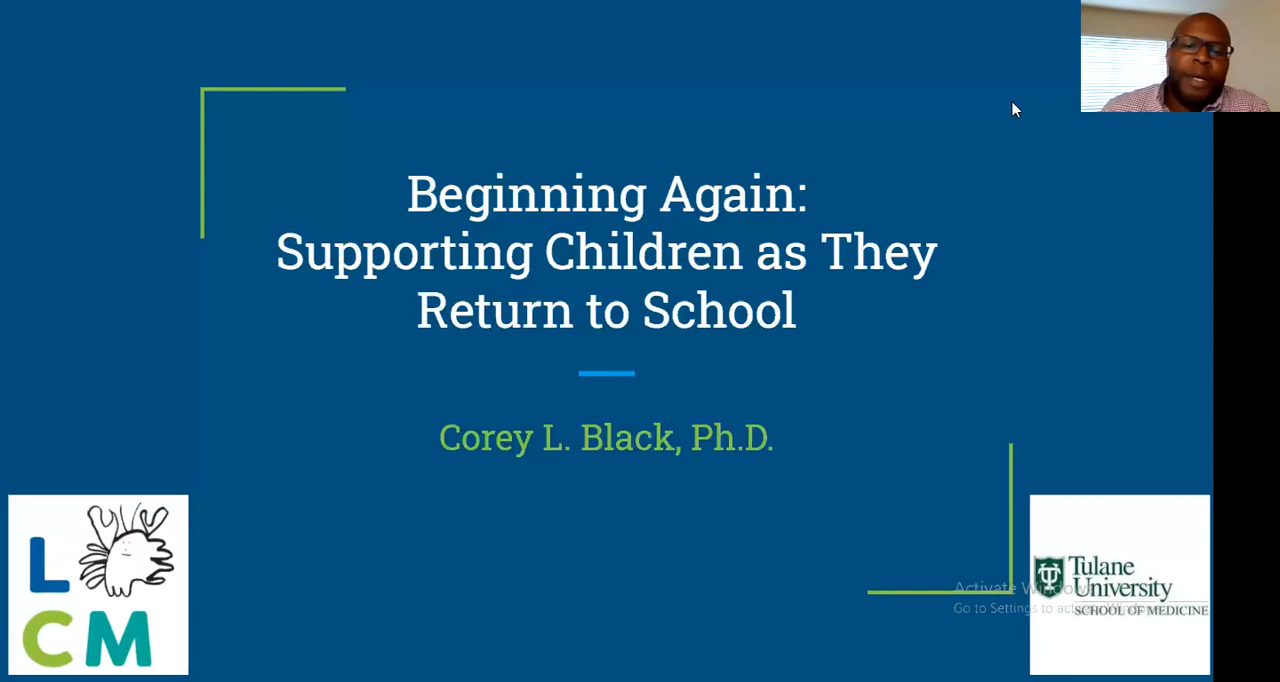 Beginning Again:
Supporting Children as They
Return to School
Corey L. Black, Ph.D.
L
CM
Tulane
University
SCHOOL OF MEDICINE
Activate Windows
Go to Settings to activate Windows.